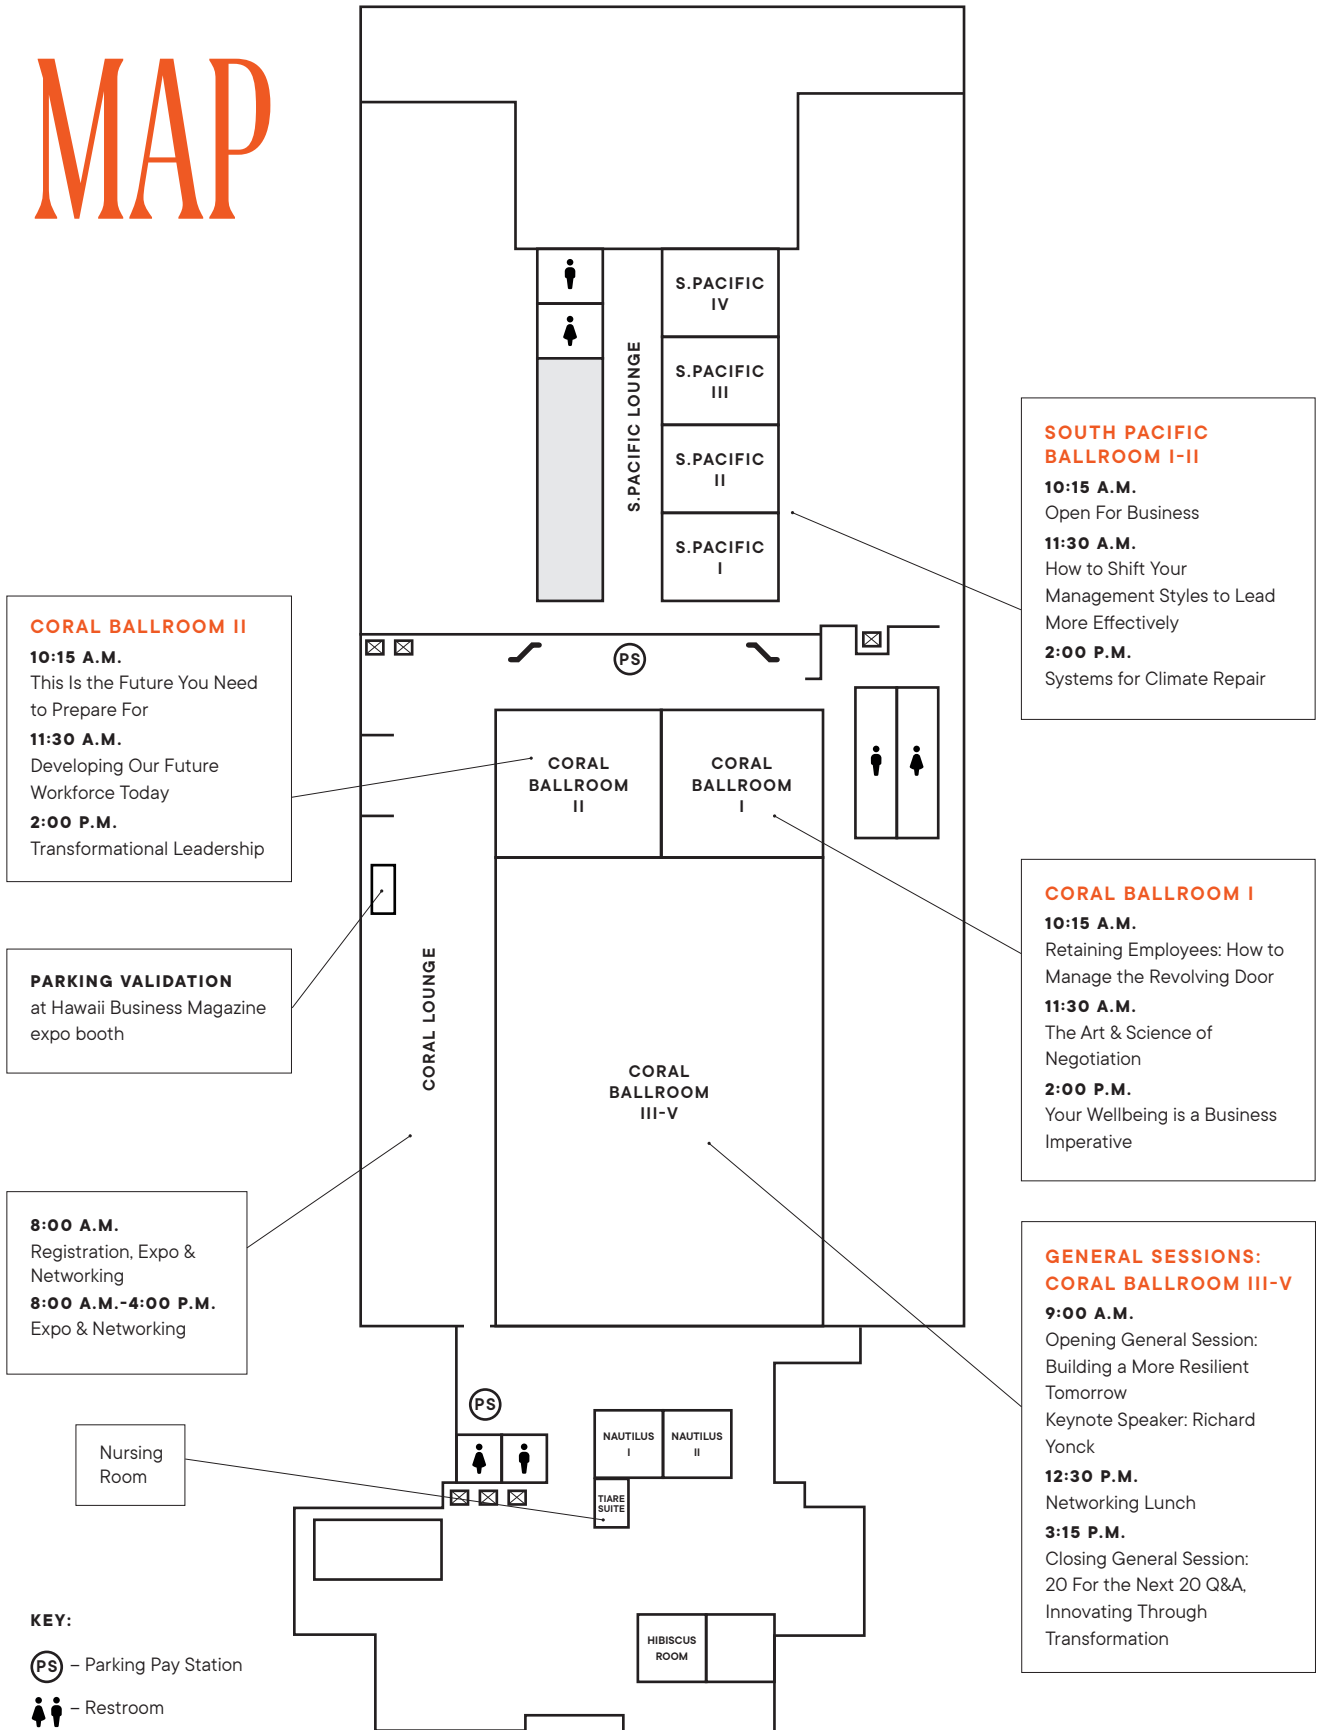 MAP
S.PACIFIC
IV
S.PACIFIC
III
S.PACIFIC
II
S.PACIFIC
I
S.PACIFIC LOUNGE
SOUTH PACIFIC
BALLROOM I-II
10:15 A.M.
Open For Business
11:30 A.M.
How to Shift Your
Management Styles to Lead
More Effectively
2:00 P.M.
Systems for Climate Repair
CORAL BALLROOM II
10:15 A.M.
This Is the Future You Need
to Prepare For
11:30 A.M.
Developing Our Future
Workforce Today
2:00 P.M.
Transformational Leadership
PS
CORAL
BALLROOM
II
CORAL
BALLROOM
I
CORAL BALLROOM I
10:15 A.M.
Retaining Employees: How to
Manage the Revolving Door
11:30 A.M.
The Art & Science of
Negotiation
2:00 P.M.
Your Wellbeing is a Business
Imperative
PARKING VALIDATION
at Hawaii Business Magazine
expo booth
CORAL LOUNGE
CORAL
BALLROOM
III-V
8:00 A.M.
Registration, Expo &
Networking
8:00 A.M.-4:00 P.M.
Expo & Networking
GENERAL SESSIONS:
CORAL BALLROOM III-V
9:00 A.M.
Opening General Session:
Building a More Resilient
Tomorrow
Keynote Speaker: Richard
Yonck
12:30 P.M.
Networking Lunch
3:15 P.M.
Closing General Session:
20 For the Next 20 Q&A,
Innovating Through
Transformation
PS
NAUTILUS
I
NAUTILUS
II
TIARE
SUITE
Nursing
Room
HIBISCUS
ROOM
KEY:
PS – Parking Pay Station
– Restroom